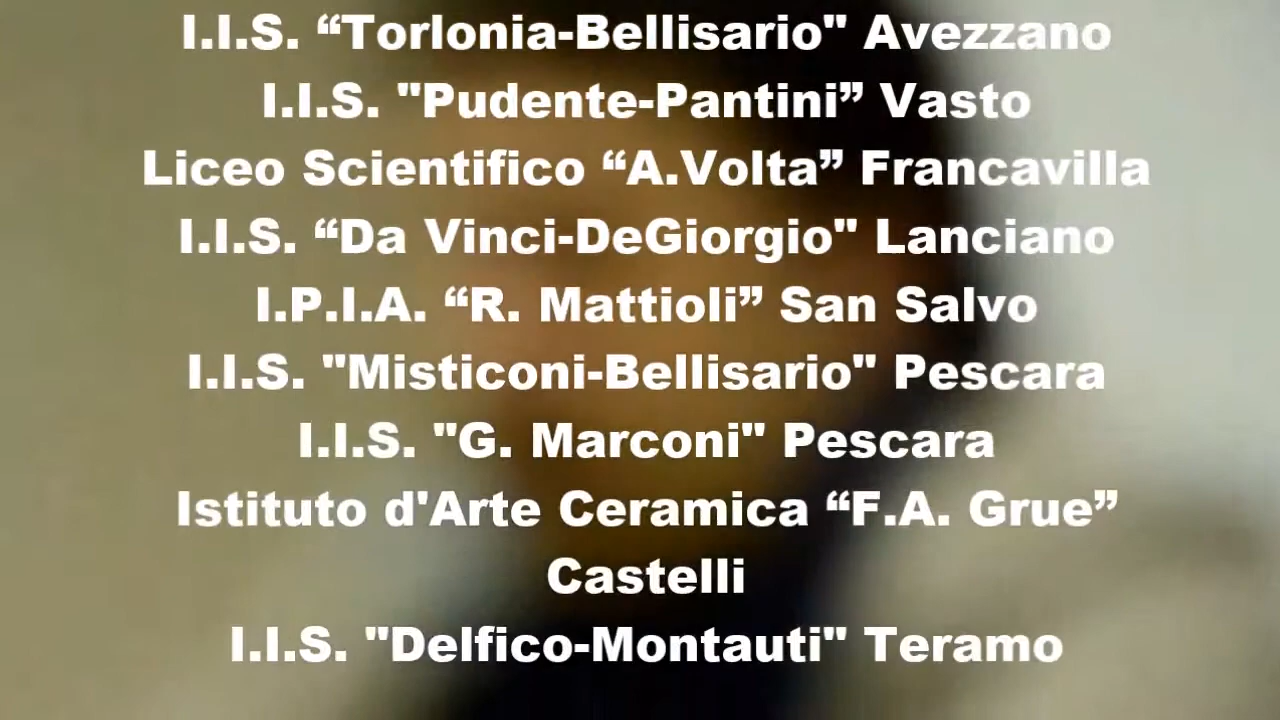 I.I.S. “Torlonia-Bellisario" Avezzano
I.I.S. "Pudente-Pantini” Vasto
Liceo Scientifico “A.Volta” Francavilla
I.I.S. “Da Vinci-DeGiorgio" Lanciano
I.P.I.A. “R. Mattioli” San Salvo
I.I.S. "Misticoni-Bellisario" Pescara
I.I.S. "G. Marconi" Pescara
Istituto d'Arte Ceramica “F.A. Grue”
Castelli
I.I.S. "Delfico-Montauti" Teramo